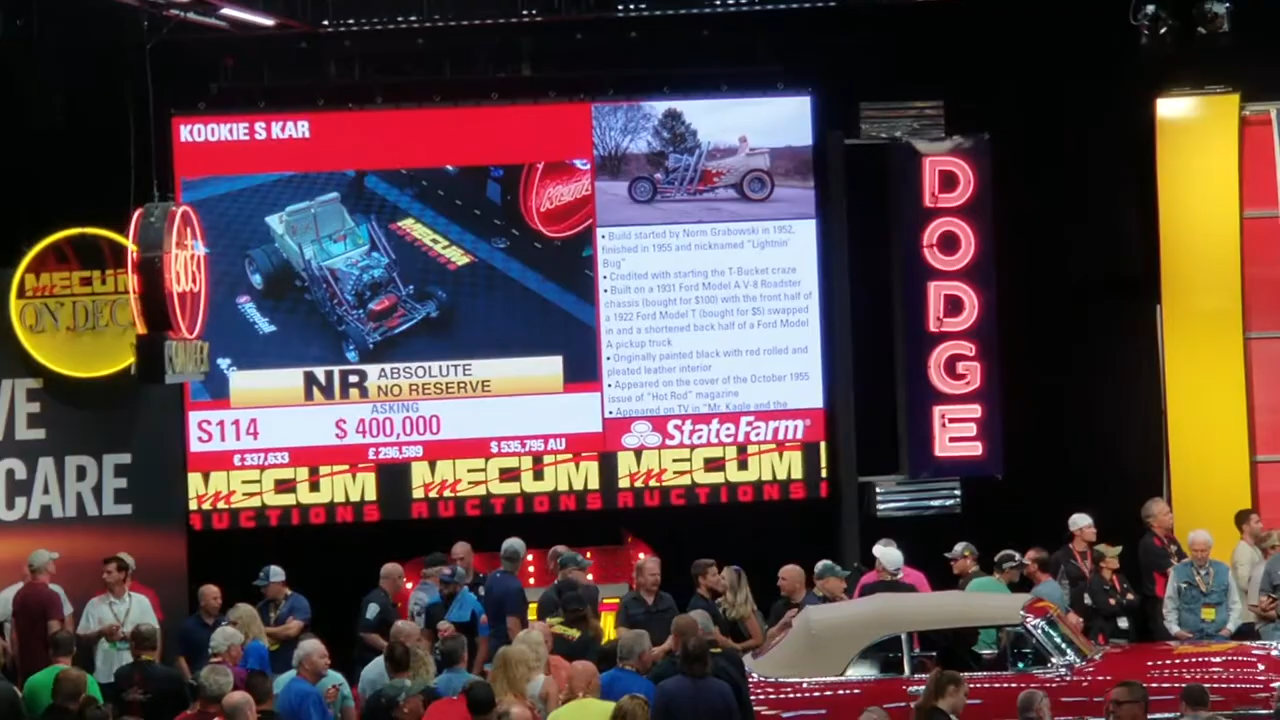 KOOKIE S KAR
MECUM
NR ABSOLUTE
NO RESERVE
S114
ASKING
$ 400,000
€ 337,633
£ 296,589
$ 535,795 AU
• Build started by Norm Grabowski in 1952,
finished in 1955 and nicknamed "Lightnin'
Bug"
• Credited with starting the T-Bucket craze
• Built on a 1931 Ford Model A V-8 Roadster
chassis (bought for $100) with the front half of
a 1922 Ford Model T (bought for $5) swapped
in and a shortened back half of a Ford Model
A pickup truck
• Originally painted black with red rolled and
pleated leather interior
• Appeared on the cover of the October 1955
issue of "Hot Rod" magazine
• Appeared on TV in "Mr. Kagle and the
StateFarm
MECUM MECUM MECUM
AUCTIONS AUCTIONS AUCTIONS
DODGE
MECUM
ON DEC
VE
CARE
Kendall